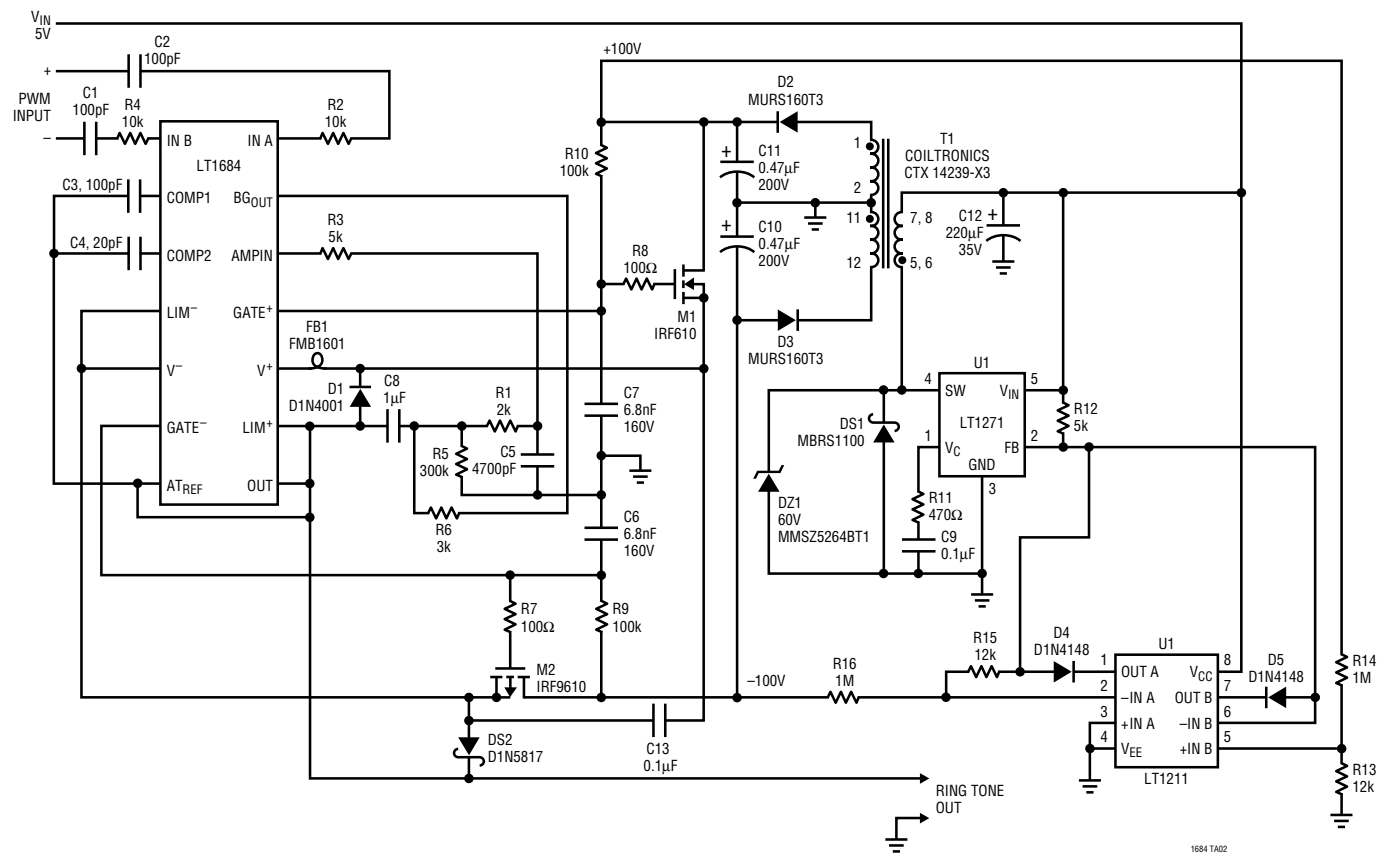 VIN
5V
+
PWM
INPUT
−
C2
100pF
C1
100pF
R4
10k
R2
10k
IN B
IN A
LT1684
C3, 100pF
COMP1
BGOUT
C4, 20pF
COMP2
AMPIN
R3
5k
LIM−
GATE+
V−
V+
GATE−
LIM+
ATREF
OUT
FB1
FMB1601
D1
D1N4001
C8
1µF
R1
2k
R5
300k
C5
4700pF
R6
3k
+100V
R10
100k
R8
100Ω
M1
IRF610
C7
6.8nF
160V
C6
6.8nF
160V
R7
100Ω
R9
100k
M2
IRF9610
DS2
D1N5817
C13
0.1µF
D2
MURS160T3
+
C11
0.47µF
200V
+
C10
0.47µF
200V
D3
MURS160T3
1
2
11
12
T1
COILTRONICS
CTX 14239-X3
7, 8
5, 6
C12
220µF
35V
+
U1
4
SW
VIN
5
LT1271
1
VC
FB
2
GND
3
R12
5k
DS1
MBRS1100
DZ1
60V
MMSZ5264BT1
R11
470Ω
C9
0.1µF
−100V
R16
1M
R15
12k
D4
D1N4148
U1
1
OUT A
VCC
8
2
−IN A
OUT B
7
3
+IN A
−IN B
6
4
VEE
+IN B
5
LT1211
D5
D1N4148
R14
1M
R13
12k
RING TONE
OUT
1684 TA02